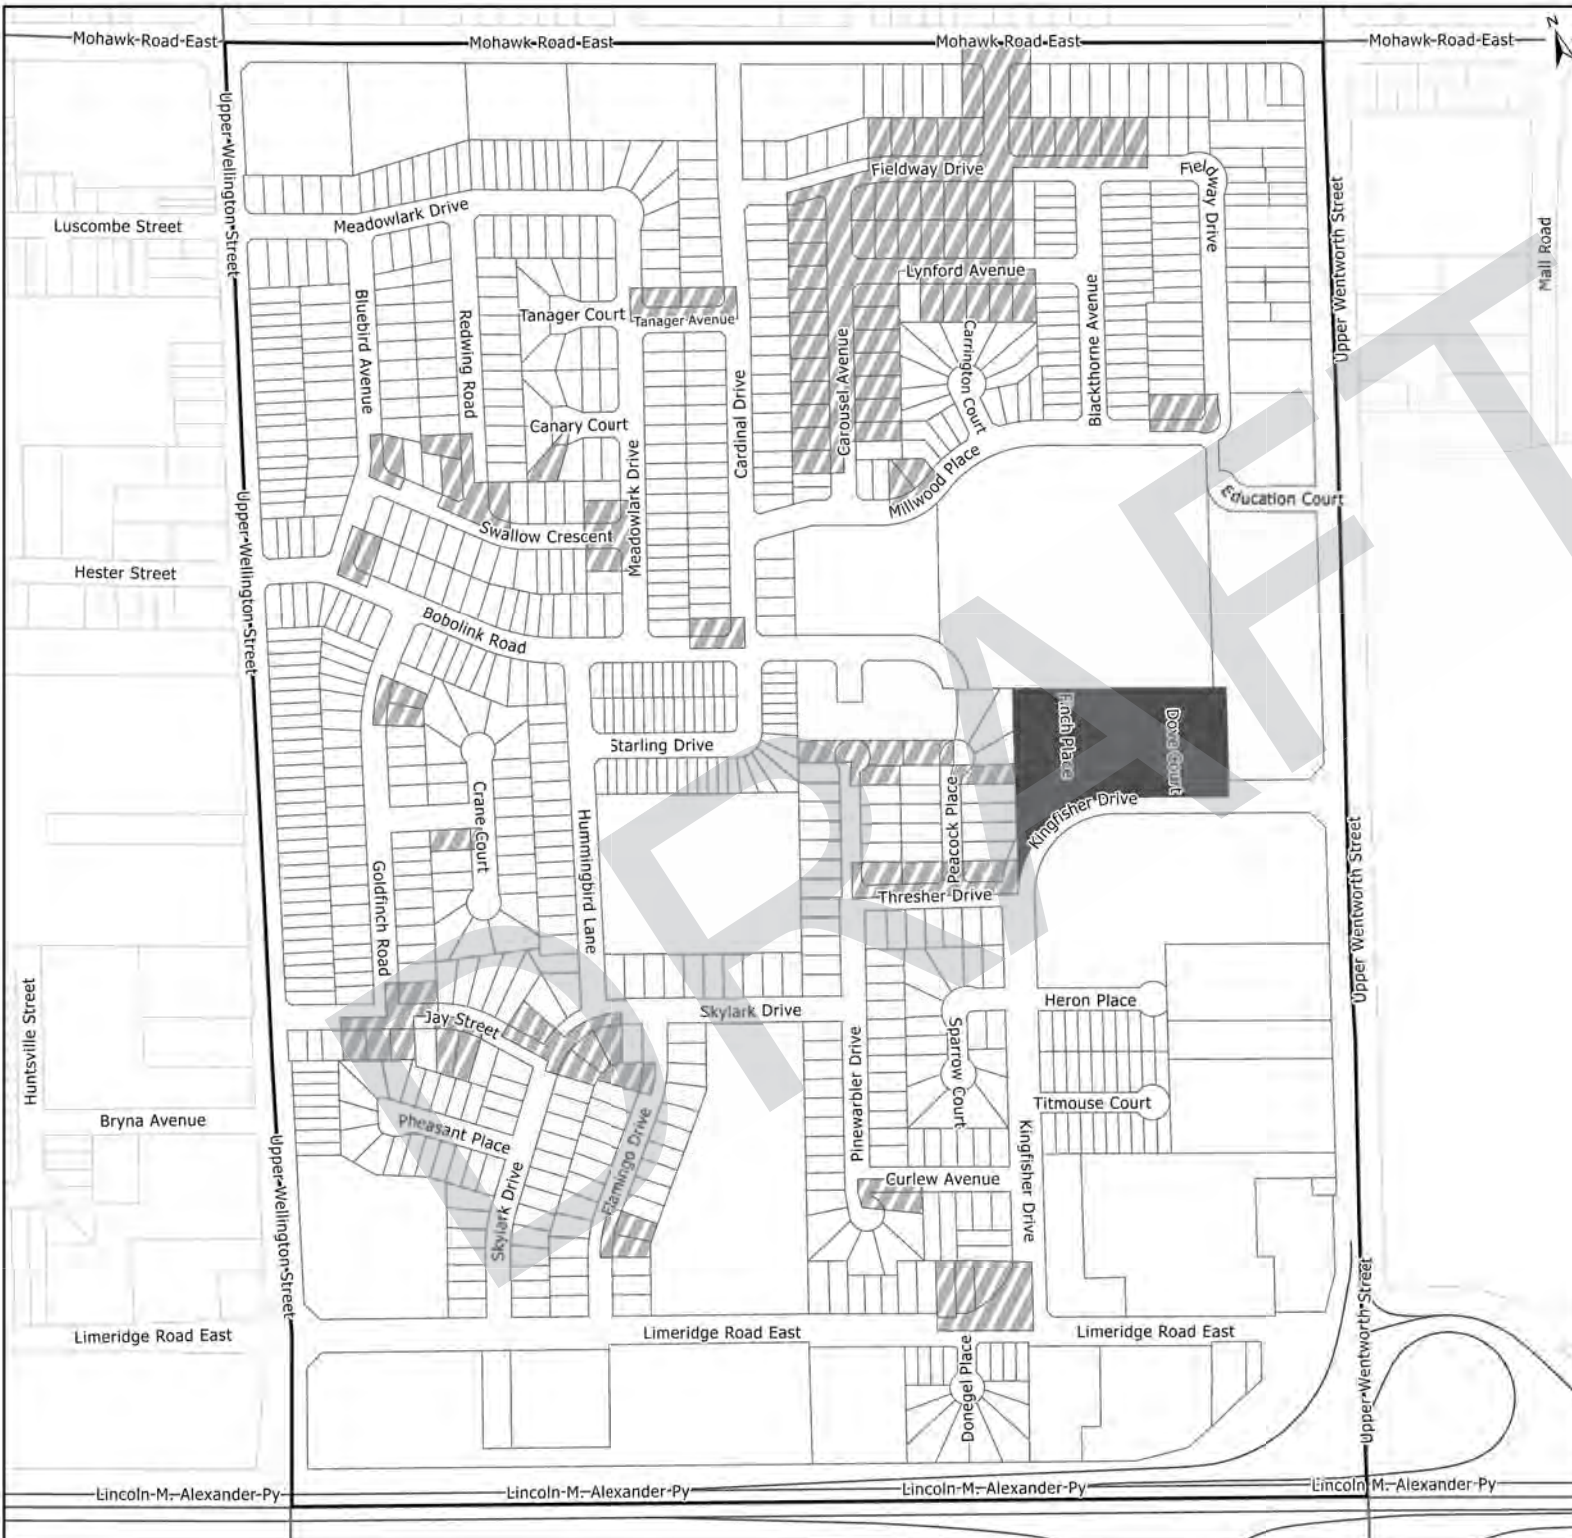 Mohawk-Road-East
Mohawk-Road-East
Mohawk-Road-East
Mohawk-Road-East
Z
Upper-Wellington-Street
Luscombe Street
Meadowlark Drive
Fieldway Drive
Fieldway Drive
Upper Wentworth Street
Mall Road
Bluebird Avenue
Redwing Road
Tanager Court
Tanager Avenue
Lynford Avenue
Carousel Avenue
Carrington Court
Blackthorne Avenue
Cardinal Drive
Canary Court
Meadowlark Drive
Millwood Place
Education Court
Swallow Crescent
Upper-Wellington-Street
Hester Street
Bobolink Road
Starling Drive
Finch Place
Dove Court
Crane Court
Hummingbird Lane
Peacock Place
Kingfisher Drive
Upper Wentworth Street
Goldfinch Road
Thresher Drive
DRAFT
Huntsville Street
Jay Street
Skylark Drive
Heron Place
Pinewarbler Drive
Sparrow Court
Titmouse Court
Bryna Avenue
Pheasant Place
Flamingo Drive
Kingfisher Drive
Upper-Wellington-Street
Skylark Drive
Curlew Avenue
Upper-Wentworth-Street
Limeridge Road East
Limeridge Road East
Limeridge Road East
Donegel Place
Lincoln-M.-Alexander-Py
Lincoln-M.-Alexander-Py
Lincoln-M.-Alexander-Py
Lincoln-M.-Alexander-Py